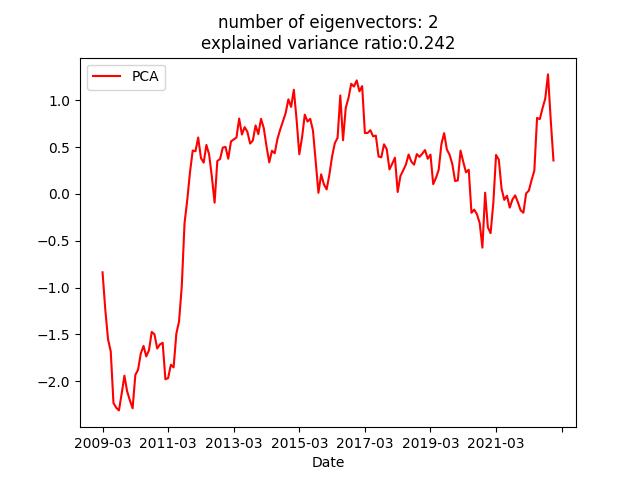 number of eigenvectors: 2
explained variance ratio:0.242
PCA
1.0
0.5
0.0
−0.5
−1.0
−1.5
−2.0
2009-03 2011-03 2013-03 2015-03 2017-03 2019-03 2021-03
Date